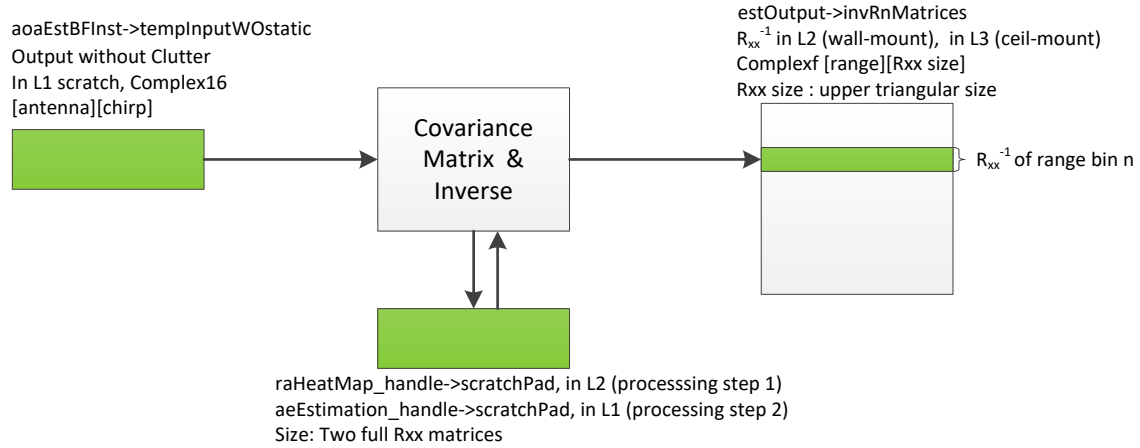 aoaEstBFInst->tempInputWOstatic
Output without Clutter
In L1 scratch, Complex16
[antenna][chirp]
Covariance
Matrix & 
Inverse
estOutput->invRnMatrices
Rxx⁻¹ in L2 (wall-mount), in L3 (ceil-mount)
Complexf [range][Rxx size]
Rxx size : upper triangular size
Rxx⁻¹ of range bin n
raHeatMap_handle->scratchPad, in L2 (processsing step 1)
aeEstimation_handle->scratchPad, in L1 (processing step 2)
Size: Two full Rxx matrices